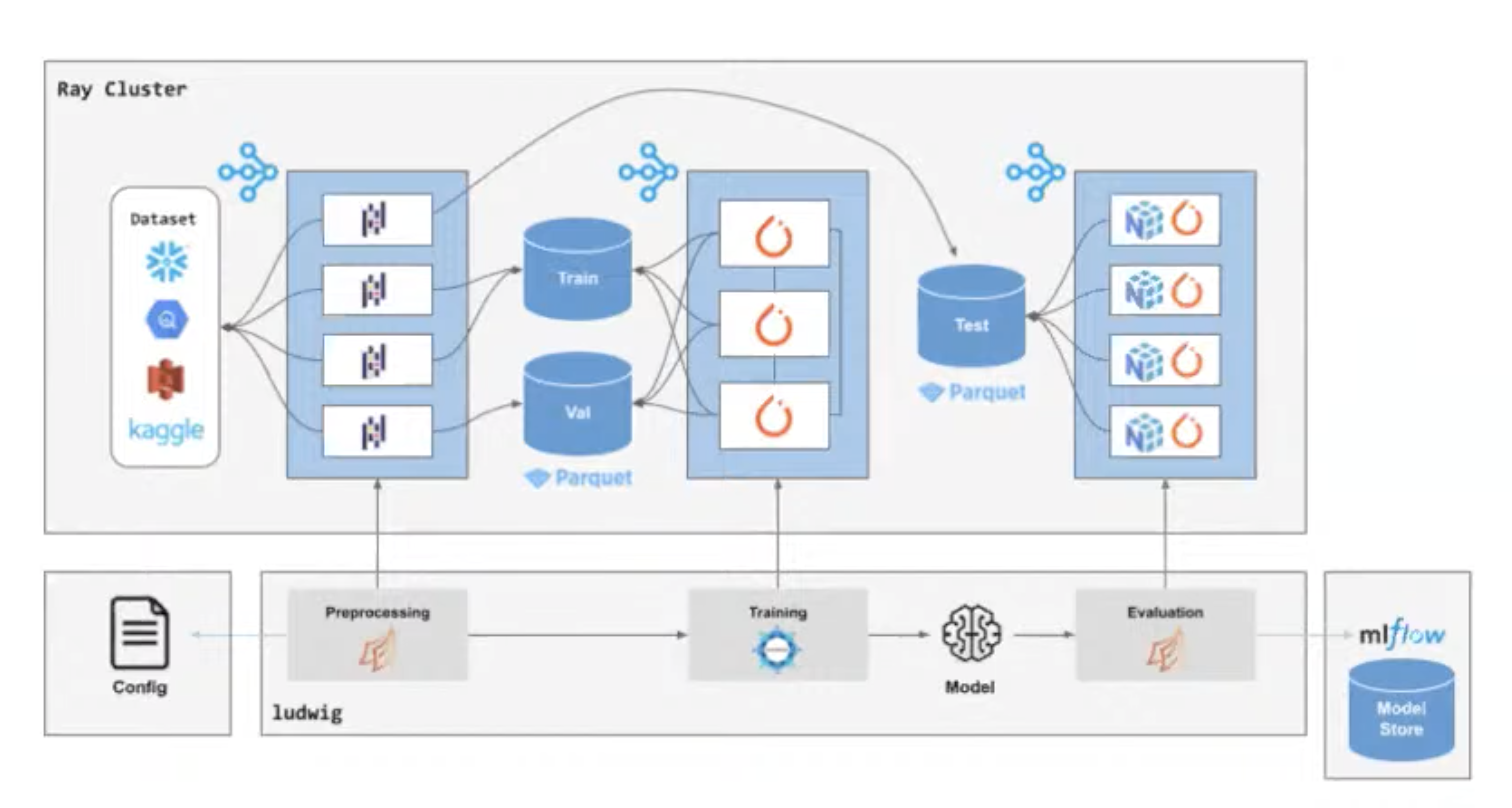 Ray Cluster
Dataset
kaggle
Train
Val
Parquet
Test
Parquet
Preprocessing
Training
Evaluation
Config
Model
ludwig
mlflow
Model
Store